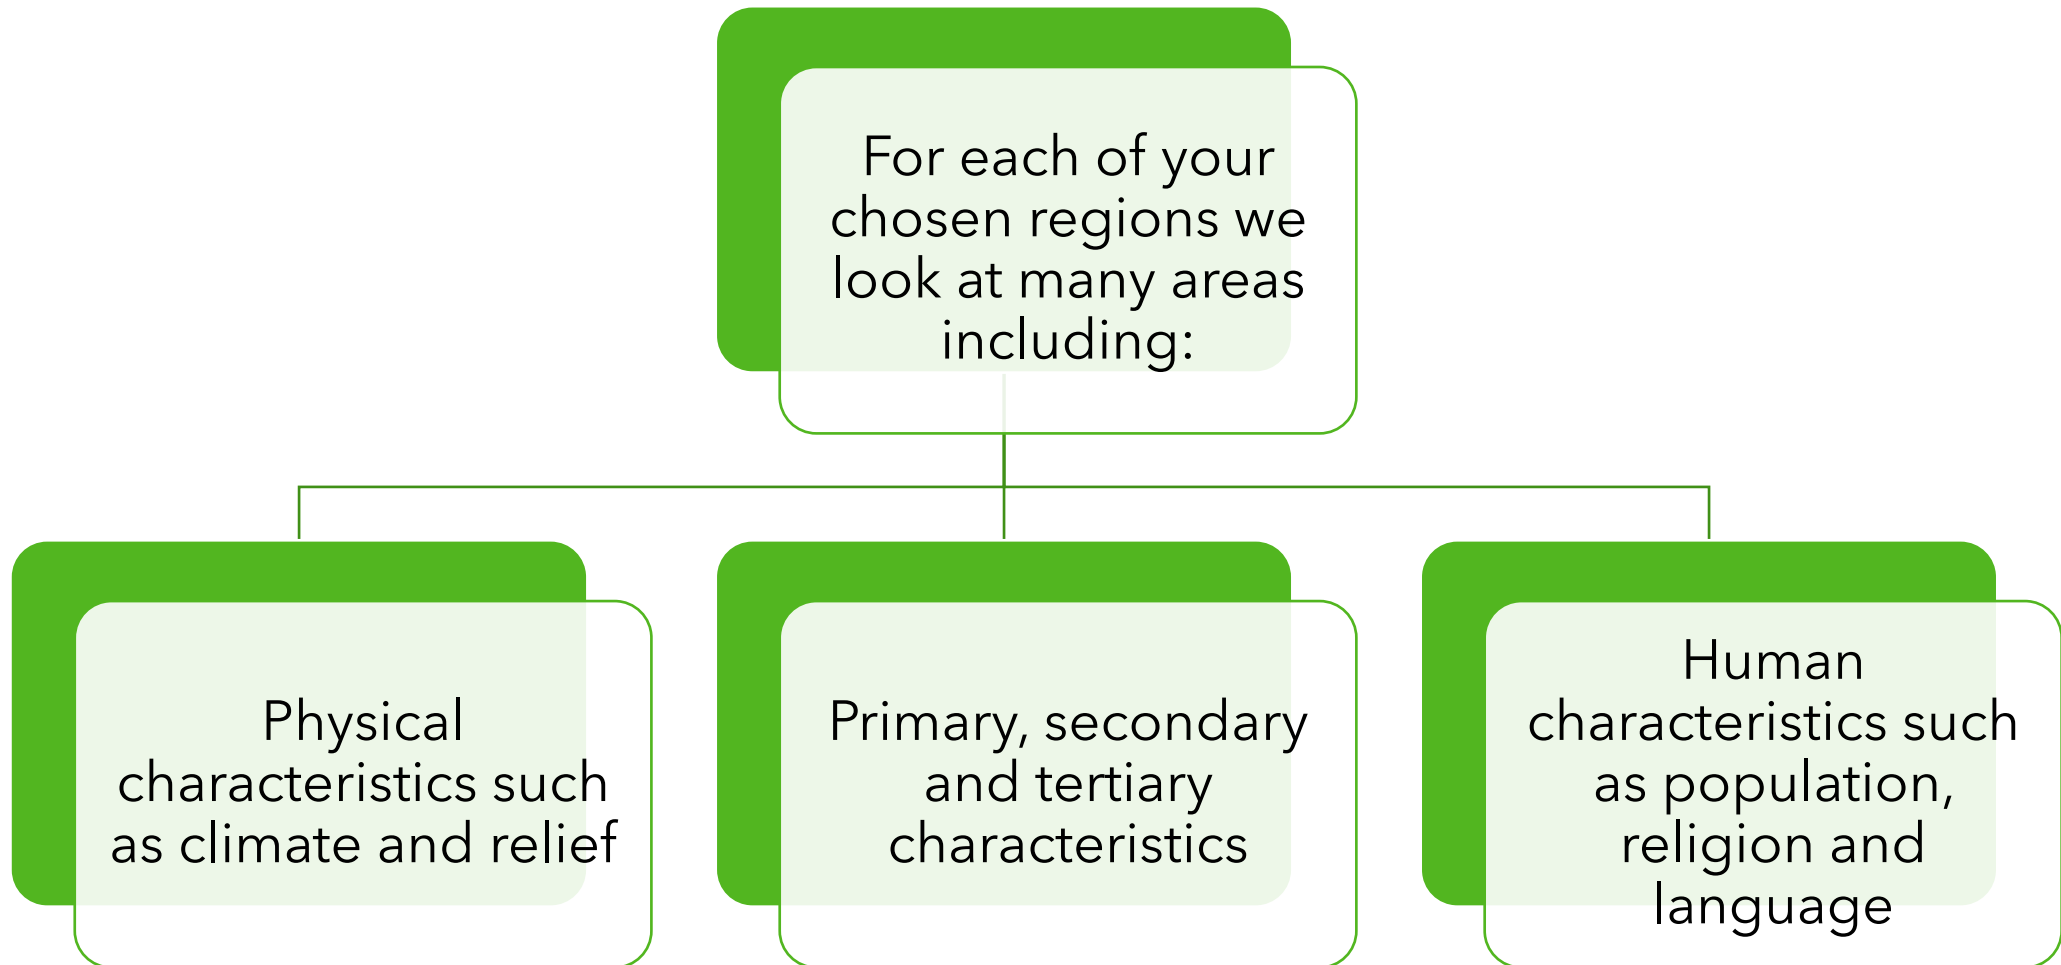 For each of your
chosen regions we
look at many areas
including:
Physical
characteristics such
as climate and relief
Primary, secondary
and tertiary
characteristics
Human
characteristics such
as population,
religion and
language